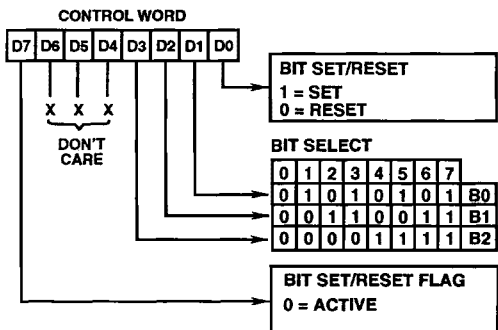 CONTROL WORD
D7 D6 D5 D4 D3 D2 D1 D0
X X X
DON'T
CARE
BIT SET/RESET
1 = SET
0 = RESET
BIT SELECT
0 1 2 3 4 5 6 7
0 1 0 1 0 1 0 1 B0
0 0 1 1 0 0 1 1 B1
0 0 0 0 1 1 1 1 B2
BIT SET/RESET FLAG
0 = ACTIVE